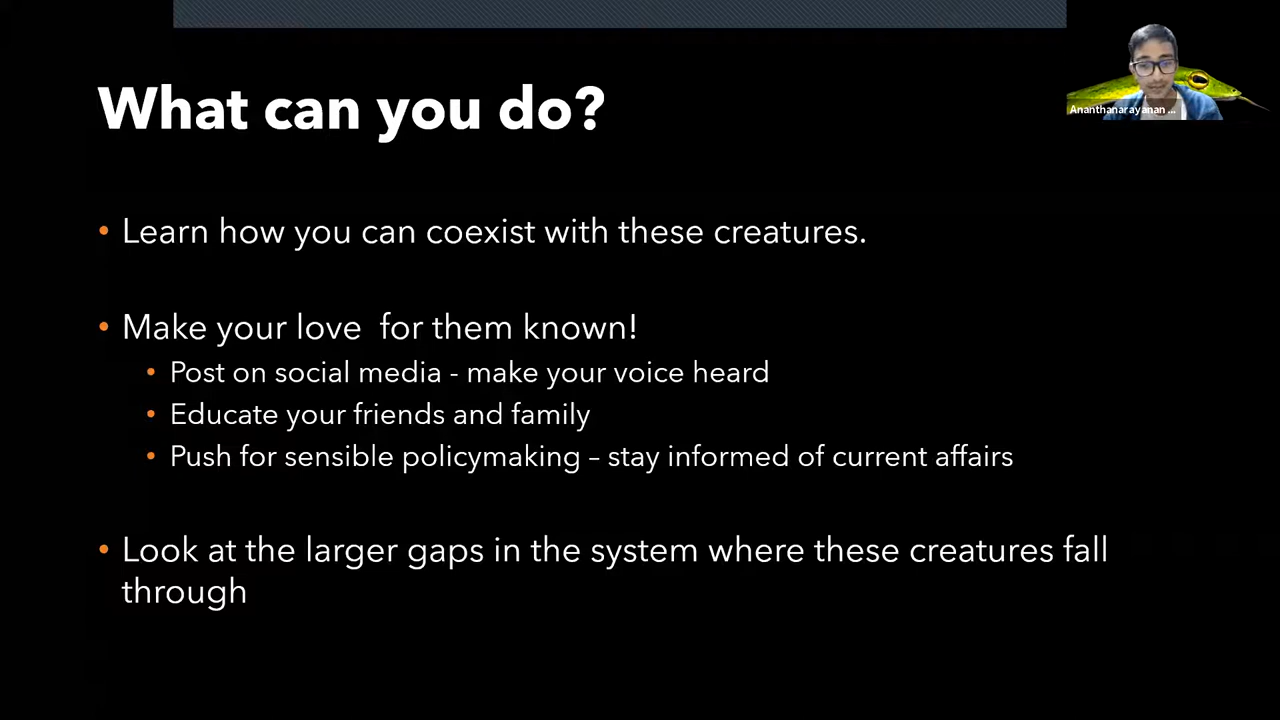 What can you do?
Ananthanarayanan ...
• Learn how you can coexist with these creatures.
• Make your love  for them known!
• Post on social media - make your voice heard
• Educate your friends and family
• Push for sensible policymaking – stay informed of current affairs
• Look at the larger gaps in the system where these creatures fall
through